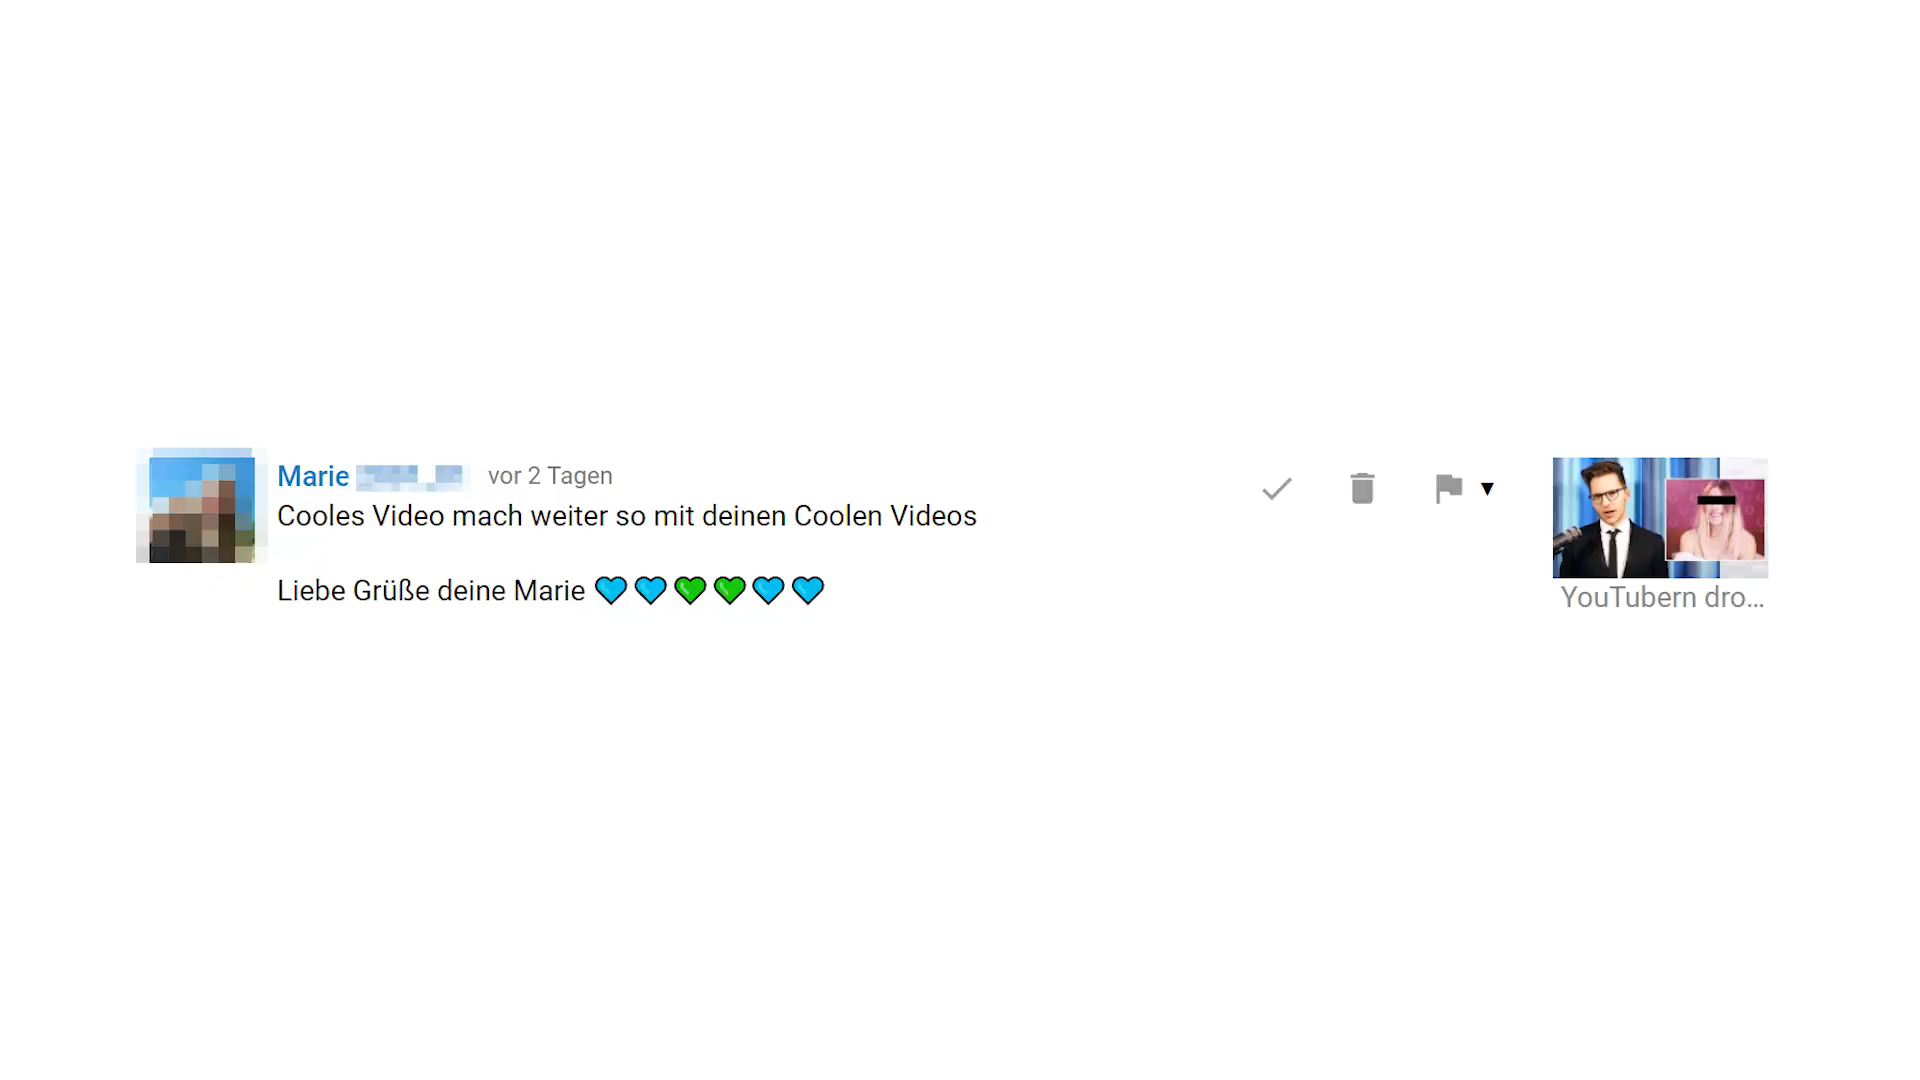 Marie vor 2 Tagen
Cooles Video mach weiter so mit deinen Coolen Videos
Liebe Grüße deine Marie 💙💙💚💚💙💙
YouTubern dro...